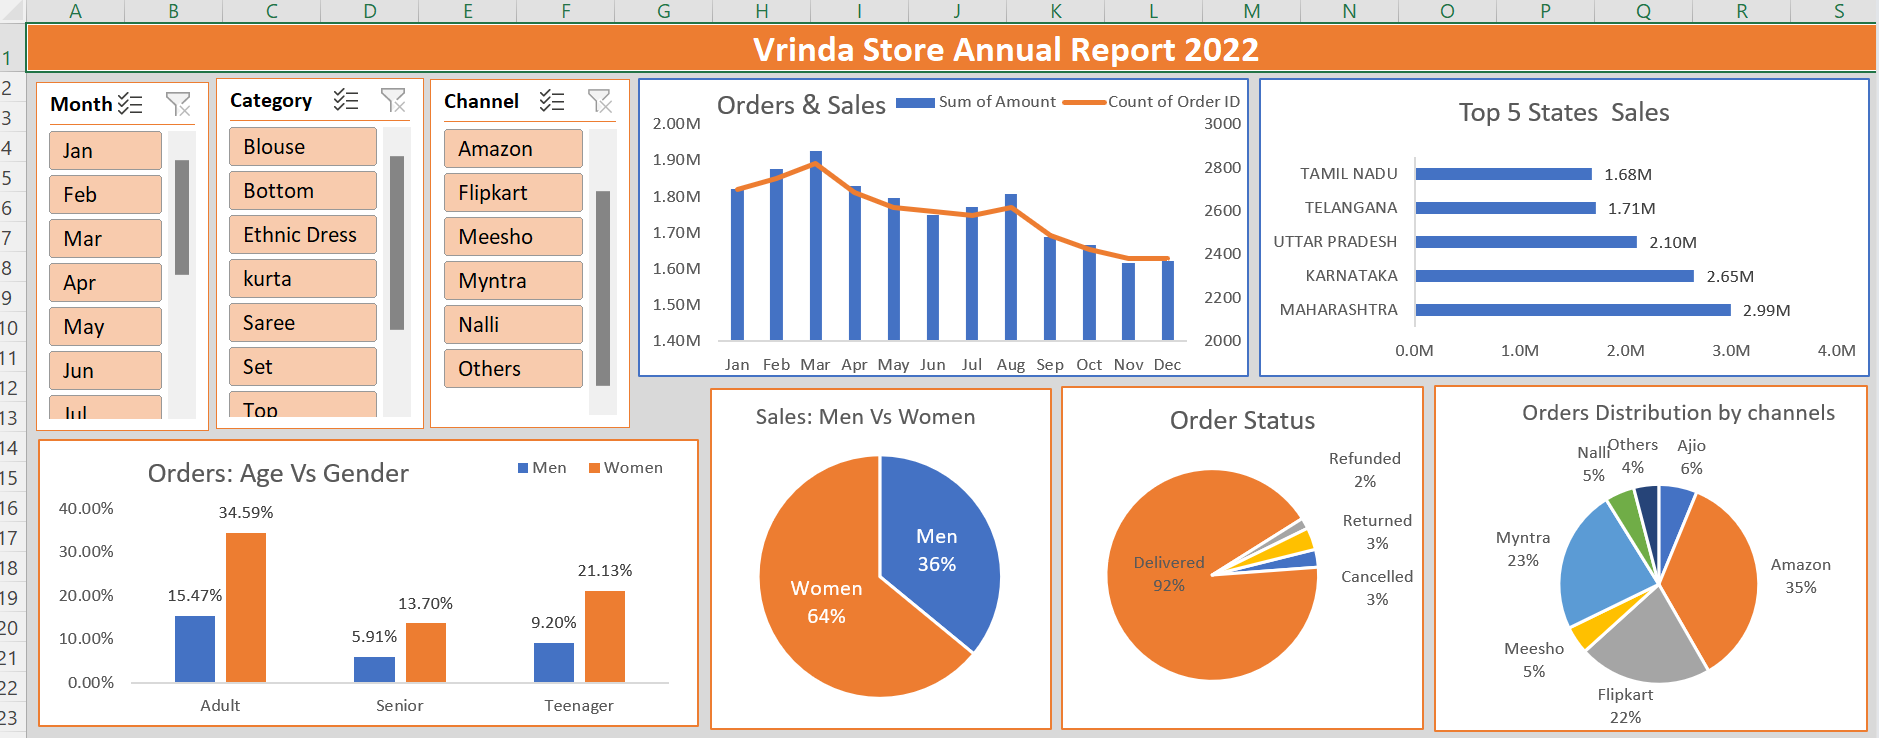 A B C D E F G H I J K L M N O P Q R S
1 Vrinda Store Annual Report 2022
2
3
4
5
6
7
8
9
10
11
12
13
14
15
16
17
18
19
20
21
22
23
Month
Jan
Feb
Mar
Apr
May
Jun
Jul
Category
Blouse
Bottom
Ethnic Dress
kurta
Saree
Set
Top
Channel
Amazon
Flipkart
Meesho
Myntra
Nalli
Others
Orders & Sales Sum of Amount Count of Order ID
2.00M 3000
1.90M 2800
1.80M
1.70M 2600
1.60M 2400
1.50M 2200
1.40M 2000
Jan Feb Mar Apr May Jun Jul Aug Sep Oct Nov Dec
Top 5 States Sales
TAMIL NADU 1.68M
TELANGANA 1.71M
UTTAR PRADESH 2.10M
KARNATAKA 2.65M
MAHARASHTRA 2.99M
0.0M 1.0M 2.0M 3.0M 4.0M
Orders: Age Vs Gender Men Women
40.00%
30.00%
20.00%
10.00%
0.00%
15.47% 34.59%
5.91% 13.70%
9.20% 21.13%
Adult Senior Teenager
Sales: Men Vs Women
Men
36%
Women
64%
Order Status
Refunded
2%
Returned
3%
Delivered
92%
Cancelled
3%
Orders Distribution by channels
Nalli
5%
Others
4%
Ajio
6%
Myntra
23%
Amazon
35%
Meesho
5%
Flipkart
22%